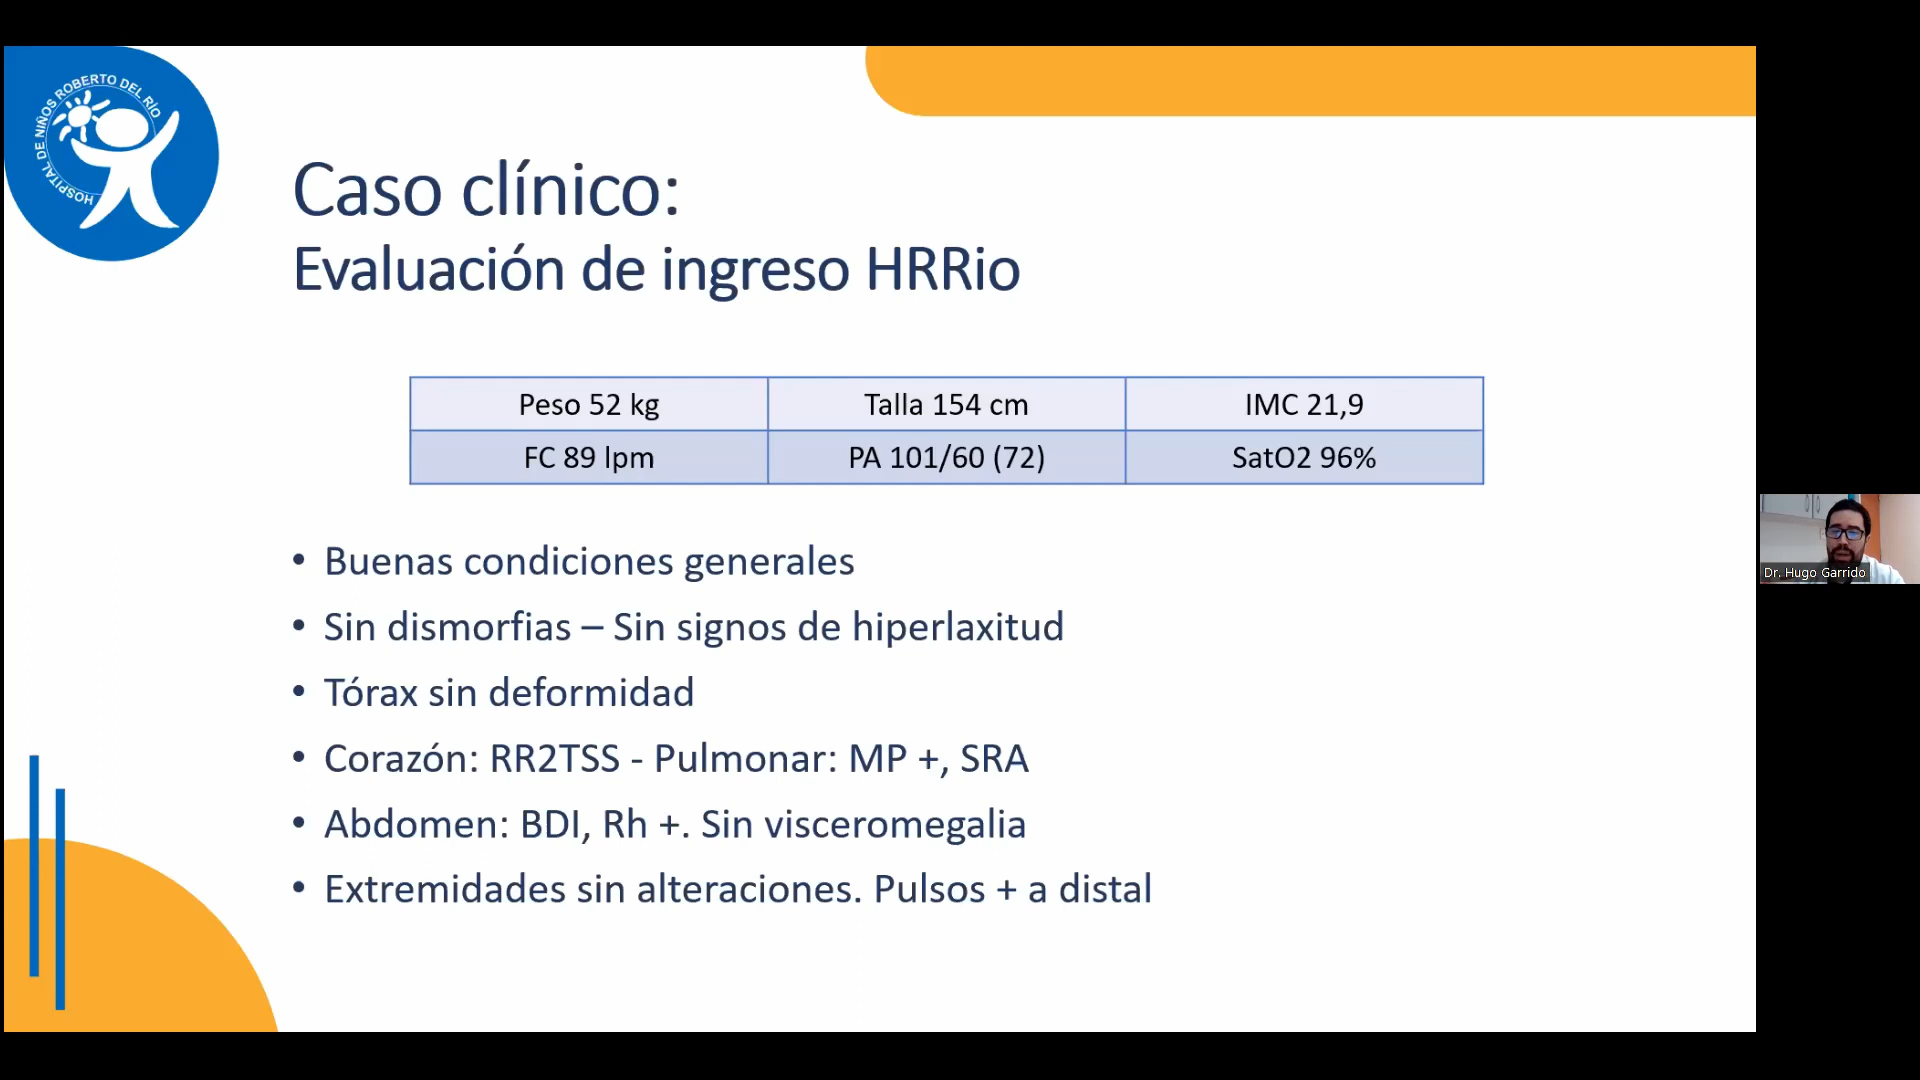 HOSPITAL DE NIÑOS ROBERTO DEL RÍO
Caso clínico:
Evaluación de ingreso HRRio
Peso 52 kg
Talla 154 cm
IMC 21,9
FC 89 lpm
PA 101/60 (72)
SatO2 96%
• Buenas condiciones generales
• Sin dismorfias – Sin signos de hiperlaxitud
• Tórax sin deformidad
• Corazón: RR2TSS - Pulmonar: MP +, SRA
• Abdomen: BDI, Rh +. Sin visceromegalia
• Extremidades sin alteraciones. Pulsos + a distal
Dr. Hugo Garrido